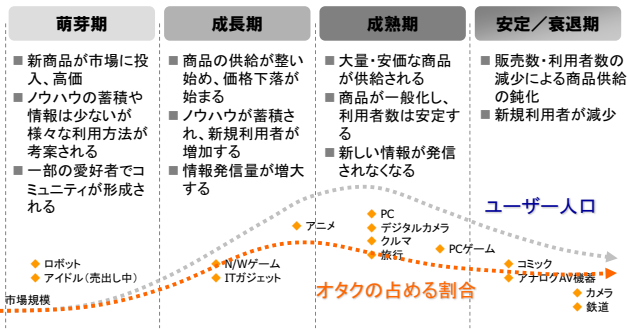 萌芽期
成長期
成熟期
安定／衰退期
■ 新商品が市場に投
入、高価
■ ノウハウの蓄積や
情報は少ないが
様々な利用方法が
考案される
■ 一部の愛好者でコ
ミュニティが形成さ
れる
■ 商品の供給が整い
始め、価格下落が
始まる
■ ノウハウが蓄積さ
れ、新規利用者が
増加する
■ 情報発信量が増大
する
■ 大量・安価な商品
が供給される
■ 商品が一般化し、
利用者数は安定す
る
■ 新しい情報が発信
されなくなる
■ 販売数・利用者数の
減少による商品供給
の鈍化
■ 新規利用者が減少
ユーザー人口
◆ アニメ
◆ PC
◆ デジタルカメラ
◆ クルマ
◆ 旅行
◆ PCゲーム
◆ ロボット
◆ アイドル（売出し中）
◆ N/Wゲーム
◆ ITガジェット
◆ コミック
◆ アナログAV機器
◆ カメラ
◆ 鉄道
オタクの占める割合
市場規模